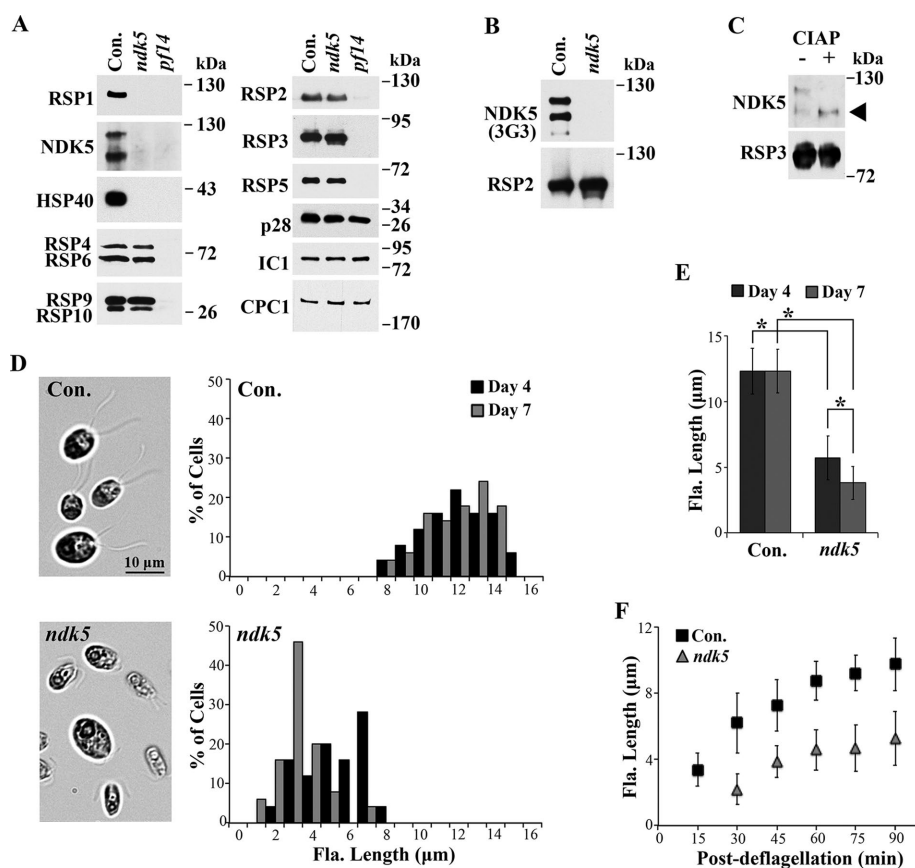 A
Con.
ndk5
pf14
kDa
RSP1
-130
NDK5
-130
HSP40
-43
RSP4
RSP6
-72
RSP9
RSP10
-26
Con.
ndk5
pf14
kDa
-130
RSP2
-95
RSP3
-72
RSP5
-34
p28
-26
-95
IC1
-72
CPC1
-170
B
Con.
ndk5
kDa
-130
NDK5
(3G3)
-130
RSP2
C
CIAP
- + kDa
-130
NDK5
RSP3
-72
D
Con.
10 µm
ndk5
Con.
Day 4
Day 7
% of Cells
50
40
30
20
10
0
0 2 4 6 8 10 12 14 16
ndk5
% of Cells
50
40
30
20
10
0
0 2 4 6 8 10 12 14 16
Fla. Length (µm)
E
Day 4 Day 7
* *
*
Fla. Length (µm)
15
10
5
0
Con. ndk5
F
Con.
ndk5
Fla. Length (µm)
12
8
4
0
15 30 45 60 75 90
Post-deflagellation (min)